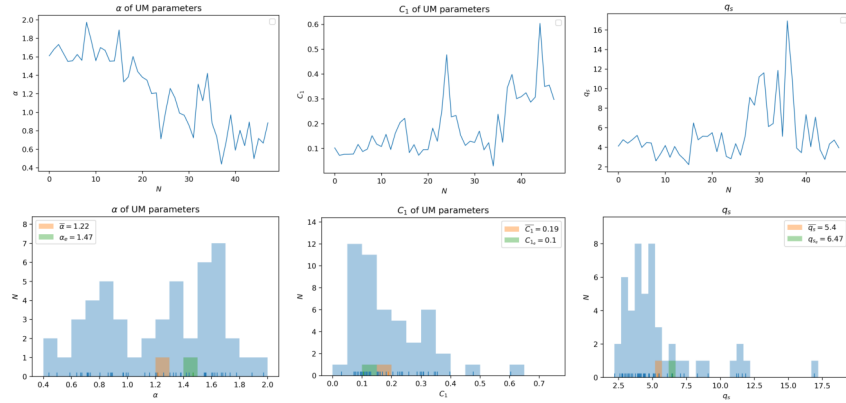 α of UM parameters
2.0
1.8
1.6
1.4
1.2
1.0
0.8
0.6
0.4
α
0 10 20 30 40
N
C₁ of UM parameters
0.6
0.5
0.4
0.3
0.2
0.1
C₁
0 10 20 30 40
N
qₛ
16
14
12
10
8
6
4
2
qₛ
0 10 20 30 40
N
α of UM parameters
8
7
6
5
4
3
2
1
0
N
ᾱ = 1.22
αₑ = 1.47
0.4 0.6 0.8 1.0 1.2 1.4 1.6 1.8 2.0
α
C₁ of UM parameters
14
12
10
8
6
4
2
0
N
C̅₁ = 0.19
C₁ₑ = 0.1
0.0 0.1 0.2 0.3 0.4 0.5 0.6 0.7
C₁
qₛ
8
6
4
2
0
N
q̅ₛ = 5.4
qₛₑ = 6.47
2.5 5.0 7.5 10.0 12.5 15.0 17.5
qₛ